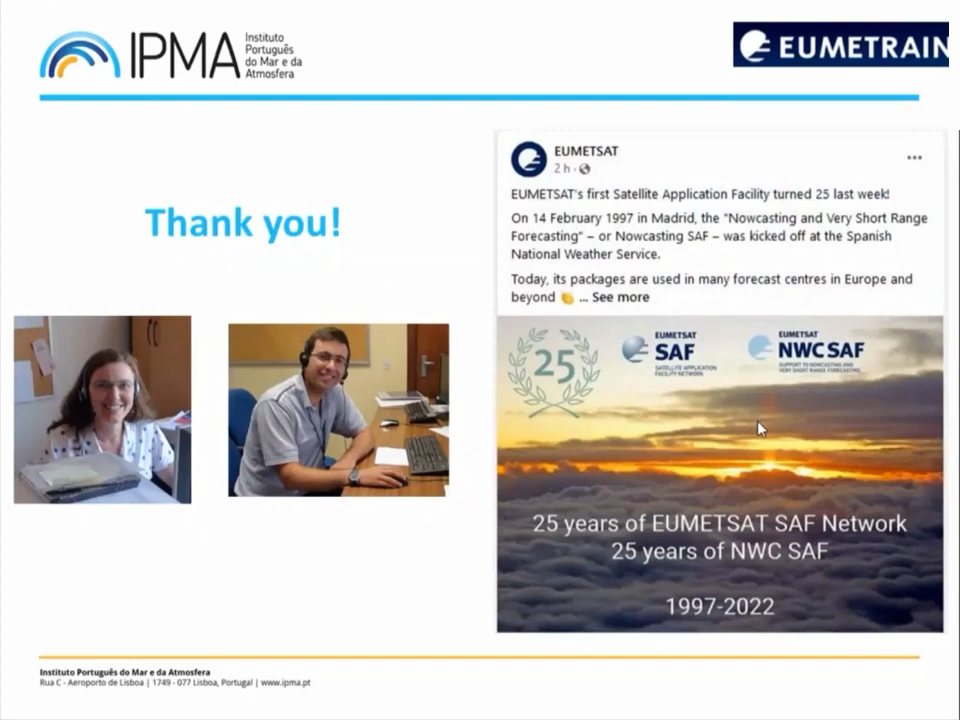 IPMA
Instituto
Português
do Mar e da
Atmosfera
EUMETRAIN
Thank you!
EUMETSAT
2 h ·
EUMETSAT's first Satellite Application Facility turned 25 last week!
On 14 February 1997 in Madrid, the "Nowcasting and Very Short Range
Forecasting" – or Nowcasting SAF – was kicked off at the Spanish
National Weather Service.
Today, its packages are used in many forecast centres in Europe and
beyond 👏 ... See more
25
EUMETSAT
SAF
SATELLITE APPLICATION
FACILITY NETWORK
EUMETSAT
NWC SAF
SUPPORT TO NOWCASTING AND
VERY SHORT RANGE FORECASTING
25 years of EUMETSAT SAF Network
25 years of NWC SAF
1997-2022
Instituto Português do Mar e da Atmosfera
Rua C - Aeroporto de Lisboa | 1749 - 077 Lisboa, Portugal | www.ipma.pt